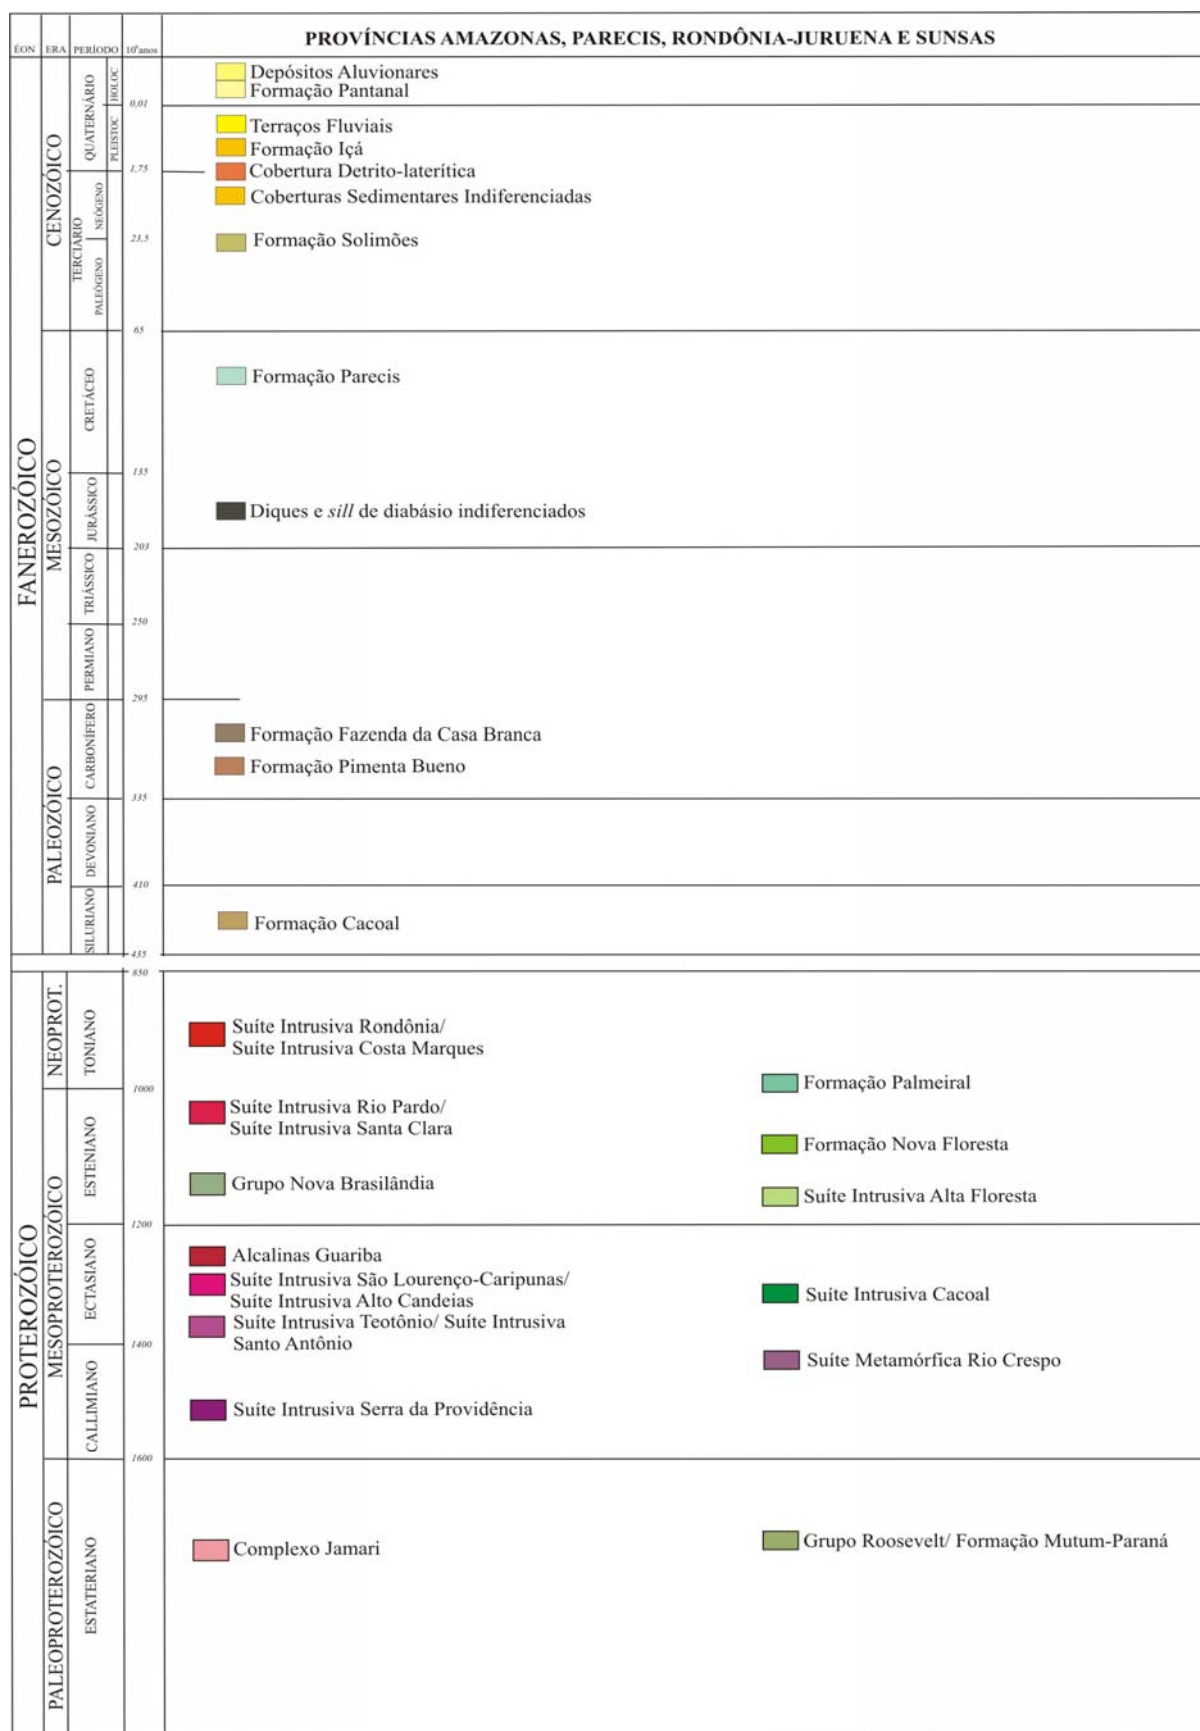 PROVÍNCIAS AMAZONAS, PARECIS, RONDÔNIA-JURUENA E SUNSAS
ÉON ERA PERÍODO 10⁶anos
FANEROZÓICO
CENOZÓICO
QUATERNÁRIO
HOLOC
Depósitos Aluvionares
Formação Pantanal
0,01
PLEISTOC
Terraços Fluviais
Formação Içá
1,75
Cobertura Detrito-laterítica
TERCIÁRIO
NEÓGENO
Coberturas Sedimentares Indiferenciadas
23,5
Formação Solimões
PALEÓGENO
65
MESOZÓICO
CRETÁCEO
Formação Parecis
135
JURÁSSICO
Diques e sill de diabásio indiferenciados
203
TRIÁSSICO
250
PERMIANO
295
PALEOZÓICO
CARBONÍFERO
Formação Fazenda da Casa Branca
Formação Pimenta Bueno
335
DEVONIANO
410
SILURIANO
Formação Cacoal
435
850
PROTEROZÓICO
NEOPROT.
TONIANO
Suíte Intrusiva Rondônia/
Suíte Intrusiva Costa Marques
Formação Palmeiral
1000
MESOPROTEROZÓICO
ESTENIANO
Suíte Intrusiva Rio Pardo/
Suíte Intrusiva Santa Clara
Formação Nova Floresta
Grupo Nova Brasilândia
Suíte Intrusiva Alta Floresta
1200
ECTASIANO
Alcalinas Guariba
Suíte Intrusiva São Lourenço-Caripunas/
Suíte Intrusiva Alto Candeias
Suíte Intrusiva Cacoal
Suíte Intrusiva Teotônio/ Suíte Intrusiva
Santo Antônio
1400
Suíte Metamórfica Rio Crespo
CALLIMIANO
Suíte Intrusiva Serra da Providência
1600
PALEOPROTEROZÓICO
ESTATERIANO
Complexo Jamari
Grupo Roosevelt/ Formação Mutum-Paraná